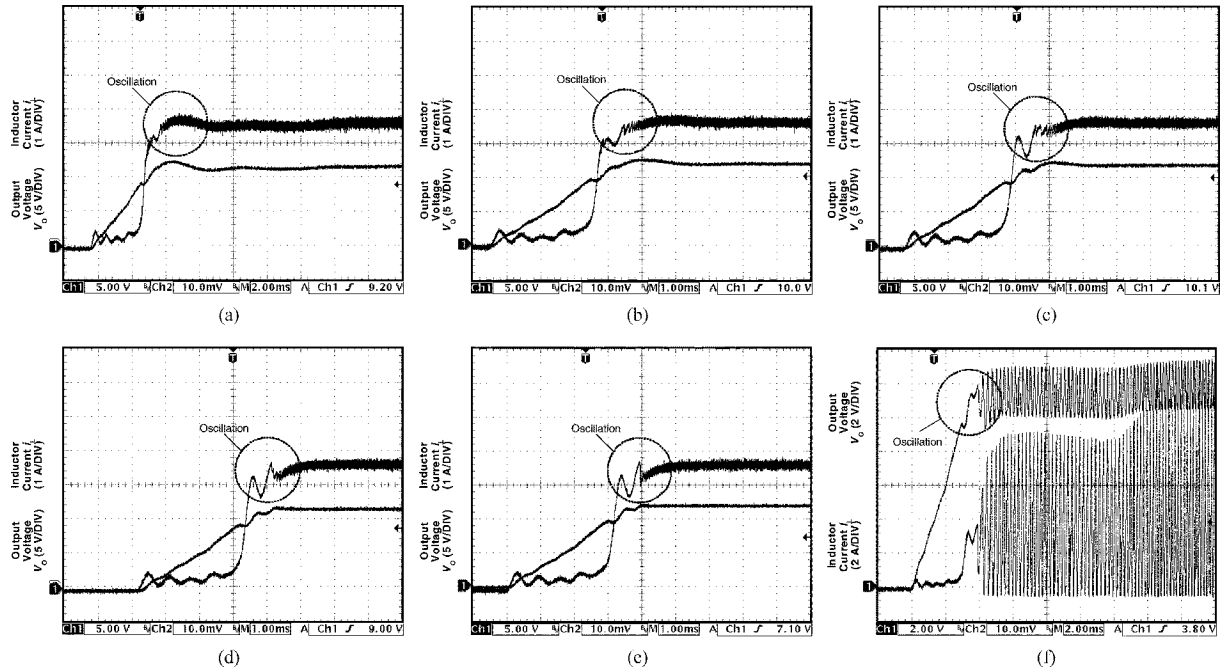 T
Inductor
Current iL
(1 A/DIV)
Output
Voltage
Vo (5 V/DIV)
Oscillation
1
Ch1 5.00 V Ch2 10.0mV M 2.00ms A Ch1 9.20 V
(a)
T
Inductor
Current iL
(1 A/DIV)
Output
Voltage
Vo (5 V/DIV)
Oscillation
1
Ch1 5.00 V Ch2 10.0mV M 1.00ms A Ch1 10.0 V
(b)
T
Inductor
Current iL
(1 A/DIV)
Output
Voltage
Vo (5 V/DIV)
Oscillation
1
Ch1 5.00 V Ch2 10.0mV M 1.00ms A Ch1 10.1 V
(c)
T
Inductor
Current iL
(1 A/DIV)
Output
Voltage
Vo (5 V/DIV)
Oscillation
1
Ch1 5.00 V Ch2 10.0mV M 1.00ms A Ch1 9.00 V
(d)
T
Inductor
Current iL
(1 A/DIV)
Output
Voltage
Vo (5 V/DIV)
Oscillation
1
Ch1 5.00 V Ch2 10.0mV M 1.00ms A Ch1 7.10 V
(e)
T
Output
Voltage
Vo (2 V/DIV)
Oscillation
Inductor
Current iL
(2 A/DIV)
1
Ch1 2.00 V Ch2 10.0mV M 2.00ms A Ch1 3.80 V
(f)